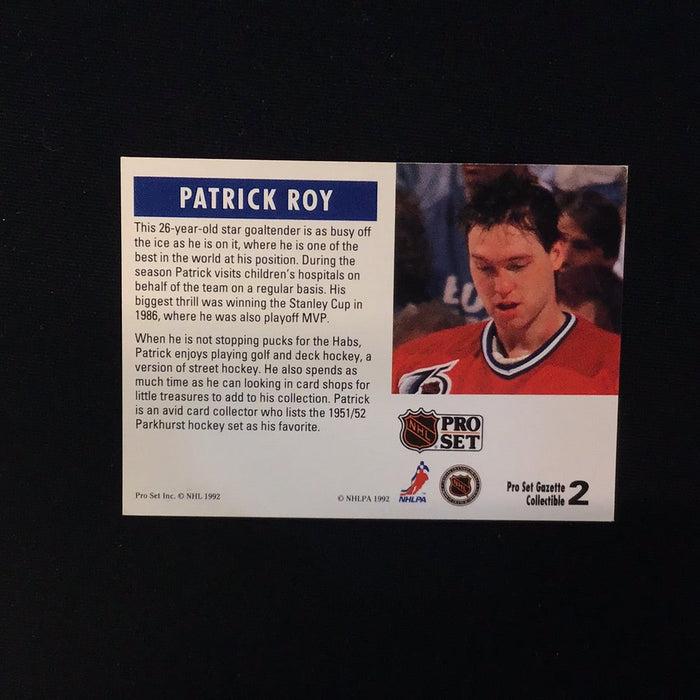 PATRICK ROY
This 26-year-old star goaltender is as busy off
the ice as he is on it, where he is one of the
best in the world at his position. During the
season Patrick visits children's hospitals on
behalf of the team on a regular basis. His
biggest thrill was winning the Stanley Cup in
1986, where he was also playoff MVP.
When he is not stopping pucks for the Habs,
Patrick enjoys playing golf and deck hockey, a
version of street hockey. He also spends as
much time as he can looking in card shops for
little treasures to add to his collection. Patrick
is an avid card collector who lists the 1951/52
Parkhurst hockey set as his favorite.
Pro Set Inc. © NHL 1992
© NHLPA 1992
75
NHL
PRO
SET
NHLPA
Pro Set Gazette
Collectible 2